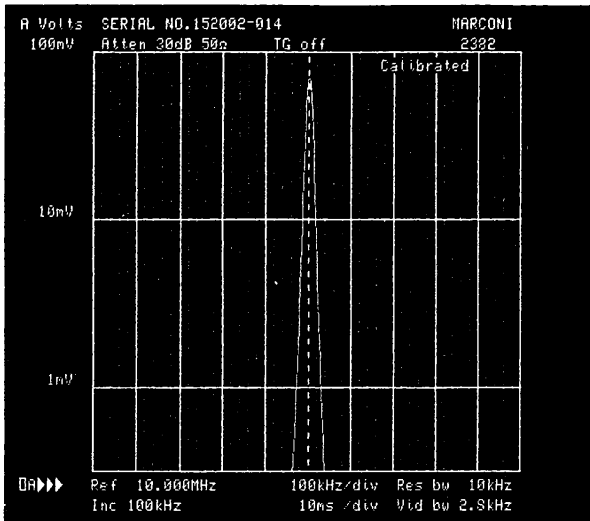 A Volts SERIAL NO.152002-014 MARCONI
100mV Atten 30dB 50Ω TG off 2382
Calibrated
10mV
1mV
Ref 10.000MHz 100kHz/div Res bw 10kHz
Inc 100kHz 10ms /div Vid bw 2.8kHz